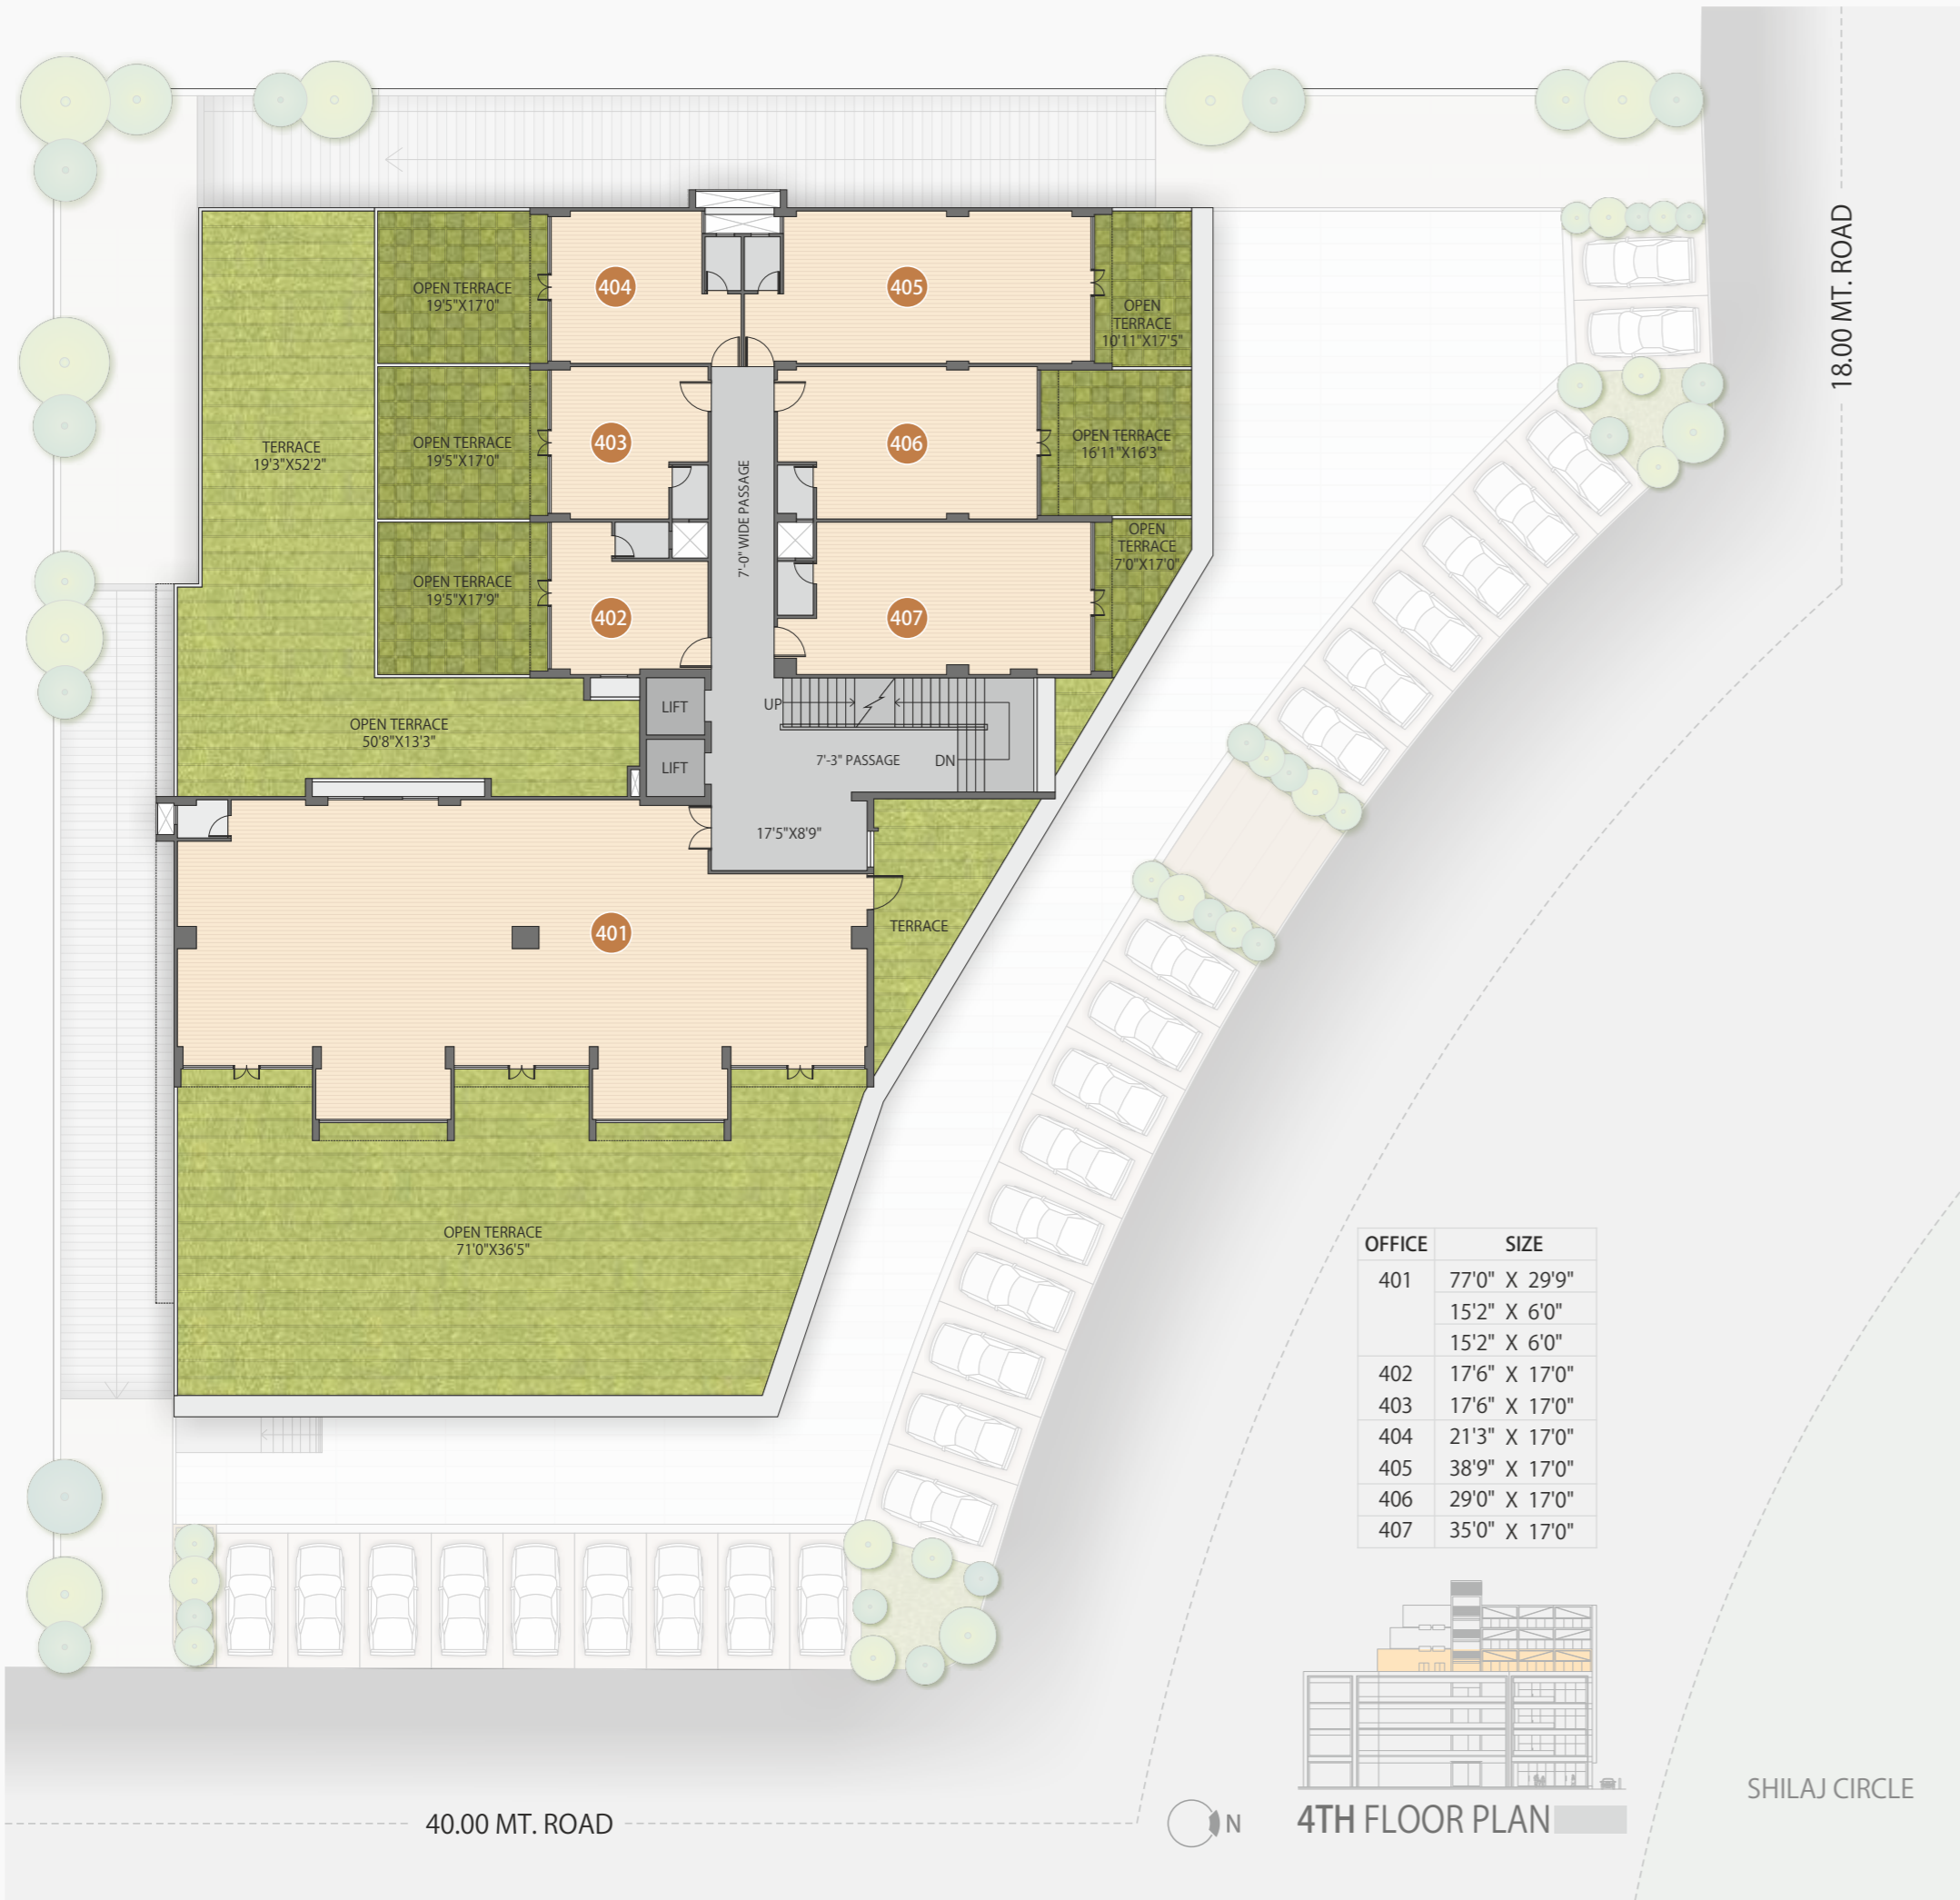 18.00 MT. ROAD
404
405
OPEN TERRACE
19'5"X17'0"
OPEN
TERRACE
10'11"X17'5"
TERRACE
19'3"X52'2"
OPEN TERRACE
19'5"X17'0"
403
406
OPEN TERRACE
16'11"X16'3"
7'-0" WIDE PASSAGE
OPEN TERRACE
19'5"X17'9"
402
407
OPEN
TERRACE
7'0"X17'0"
OPEN TERRACE
50'8"X13'3"
LIFT
LIFT
UP
7'-3" PASSAGE
DN
17'5"X8'9"
401
TERRACE
OPEN TERRACE
71'0"X36'5"
OFFICE SIZE
401 77'0" X 29'9"
15'2" X 6'0"
15'2" X 6'0"
402 17'6" X 17'0"
403 17'6" X 17'0"
404 21'3" X 17'0"
405 38'9" X 17'0"
406 29'0" X 17'0"
407 35'0" X 17'0"
SHILAJ CIRCLE
40.00 MT. ROAD
N
4TH FLOOR PLAN